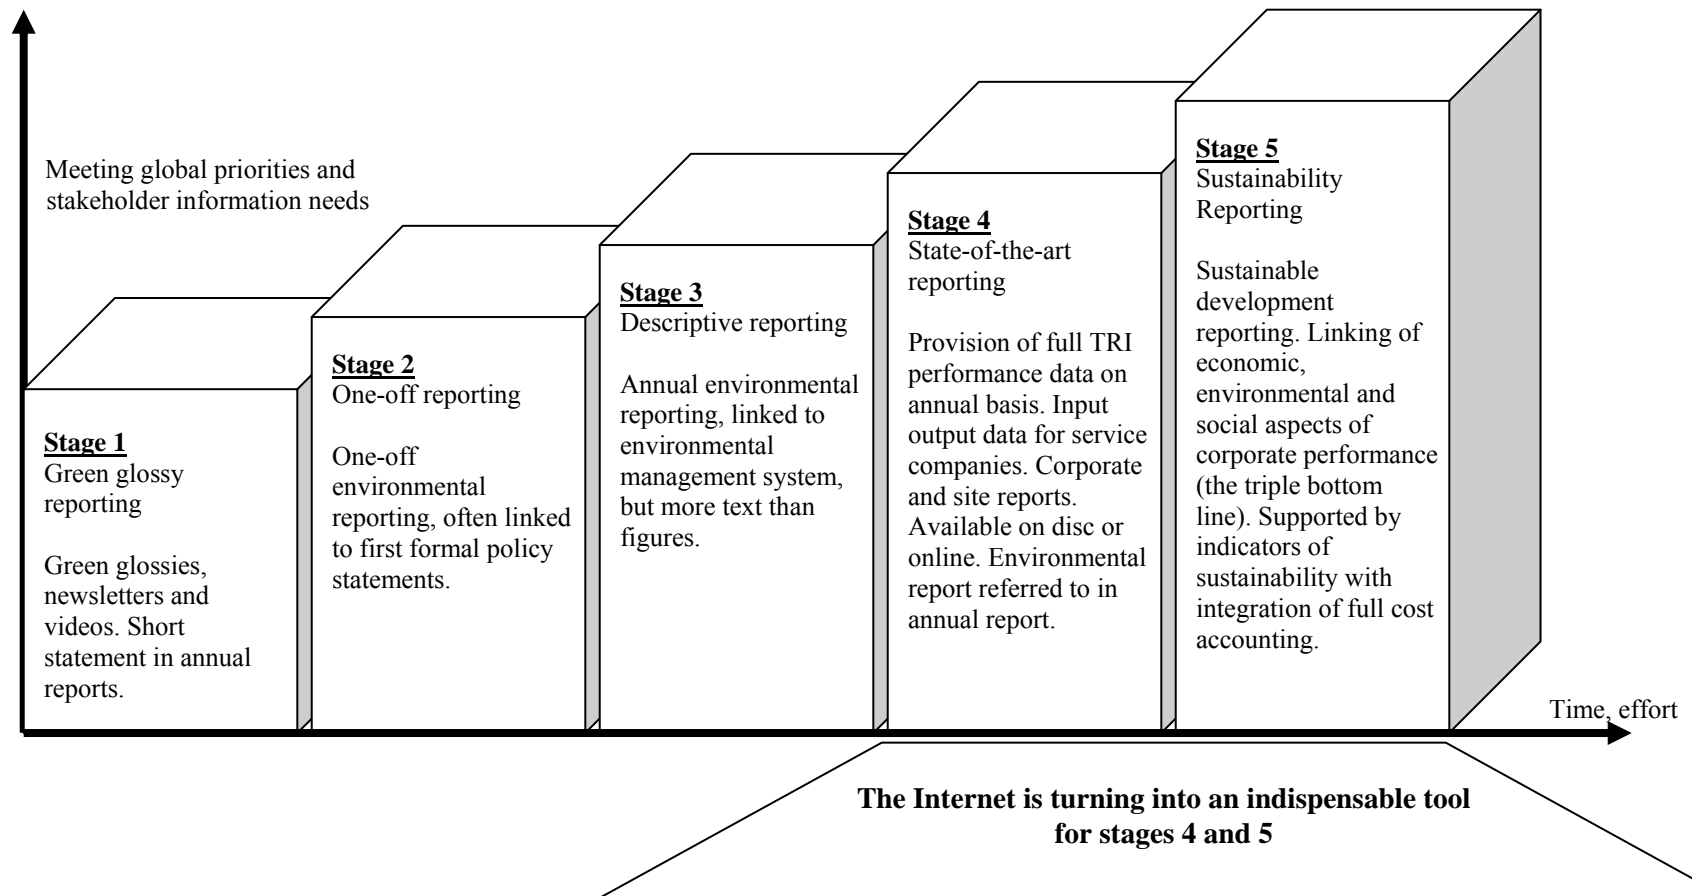 Meeting global priorities and
stakeholder information needs
Stage 1
Green glossy
reporting
Green glossies,
newsletters and
videos. Short
statement in annual
reports.
Stage 2
One-off reporting
One-off
environmental
reporting, often linked
to first formal policy
statements.
Stage 3
Descriptive reporting
Annual environmental
reporting, linked to
environmental
management system,
but more text than
figures.
Stage 4
State-of-the-art
reporting
Provision of full TRI
performance data on
annual basis. Input
output data for service
companies. Corporate
and site reports.
Available on disc or
online. Environmental
report referred to in
annual report.
Stage 5
Sustainability
Reporting
Sustainable
development
reporting. Linking of
economic,
environmental and
social aspects of
corporate performance
(the triple bottom
line). Supported by
indicators of
sustainability with
integration of full cost
accounting.
Time, effort
The Internet is turning into an indispensable tool
for stages 4 and 5